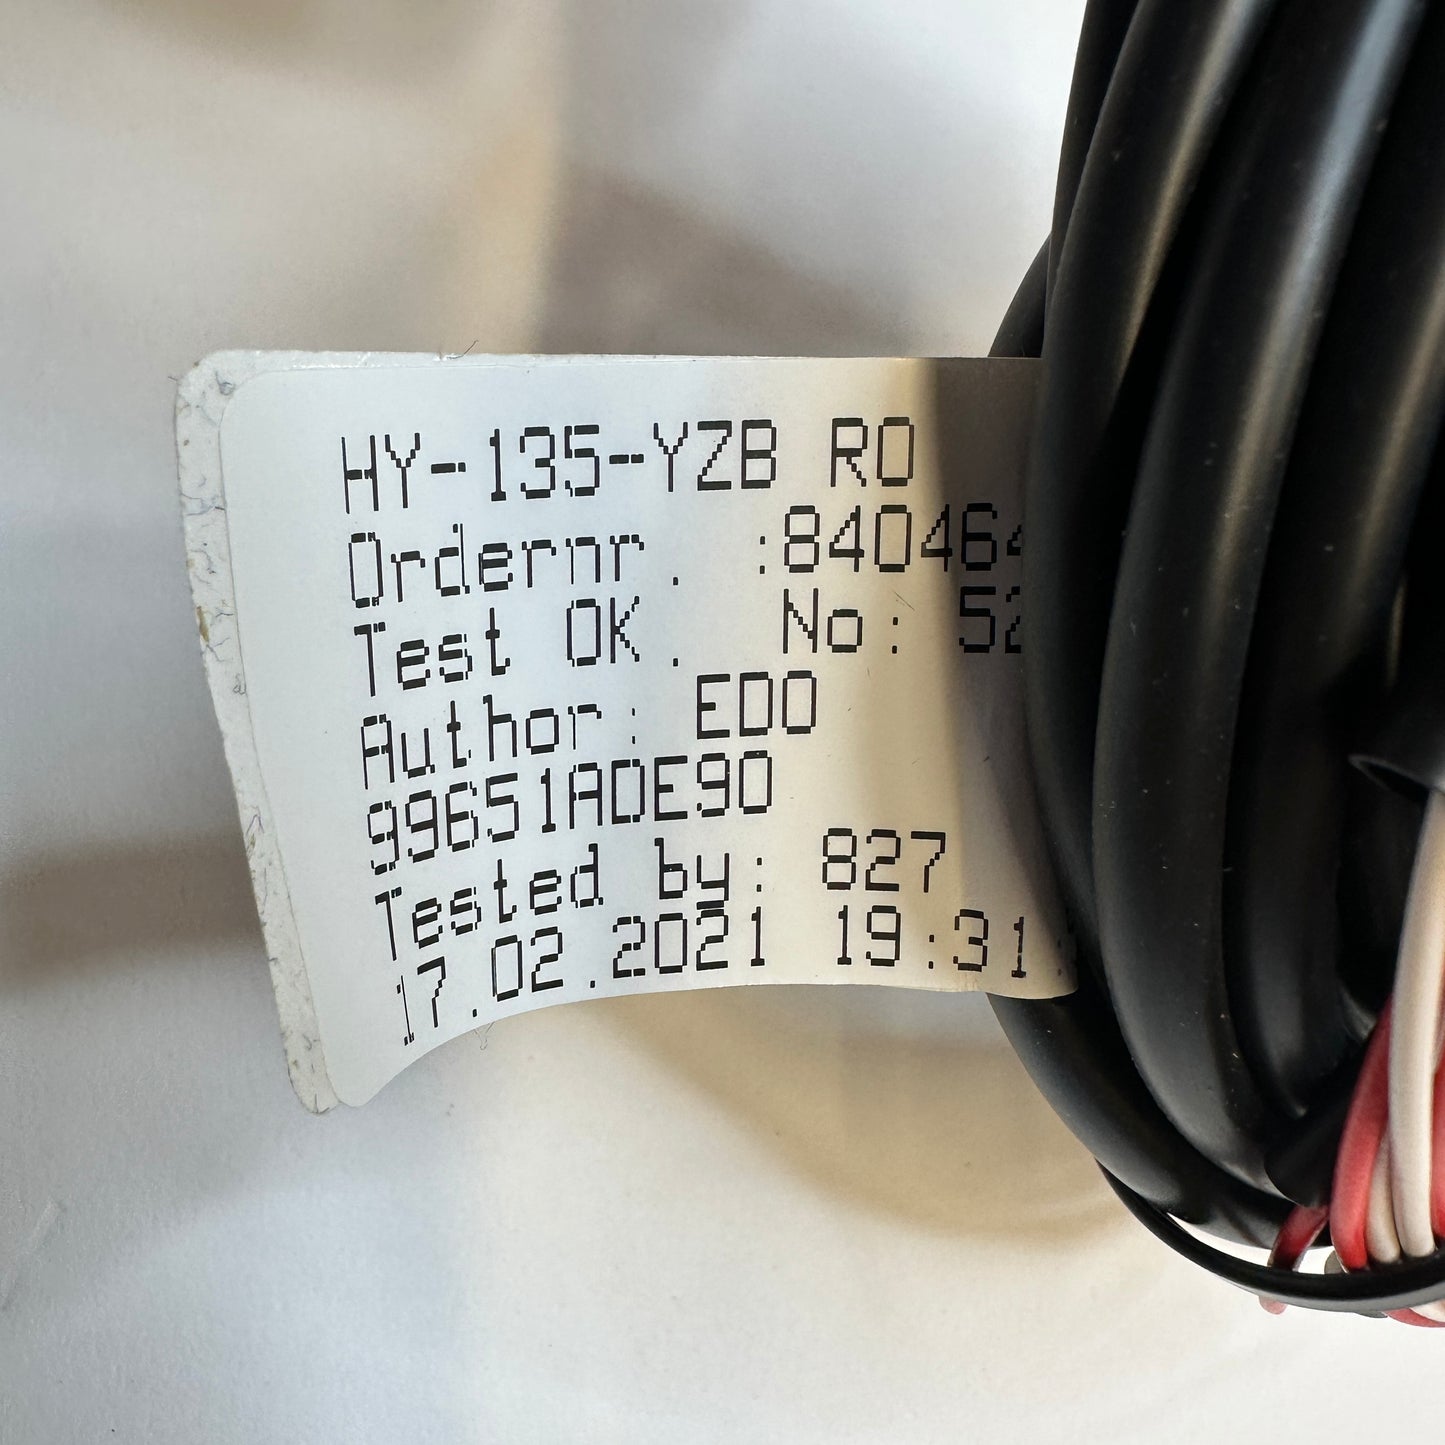 HY-135-YZB R0
Ordernr. :840464
Test OK. No: 52
Author: EDO
99651ADE90
Tested by: 827
17.02.2021 19:31: